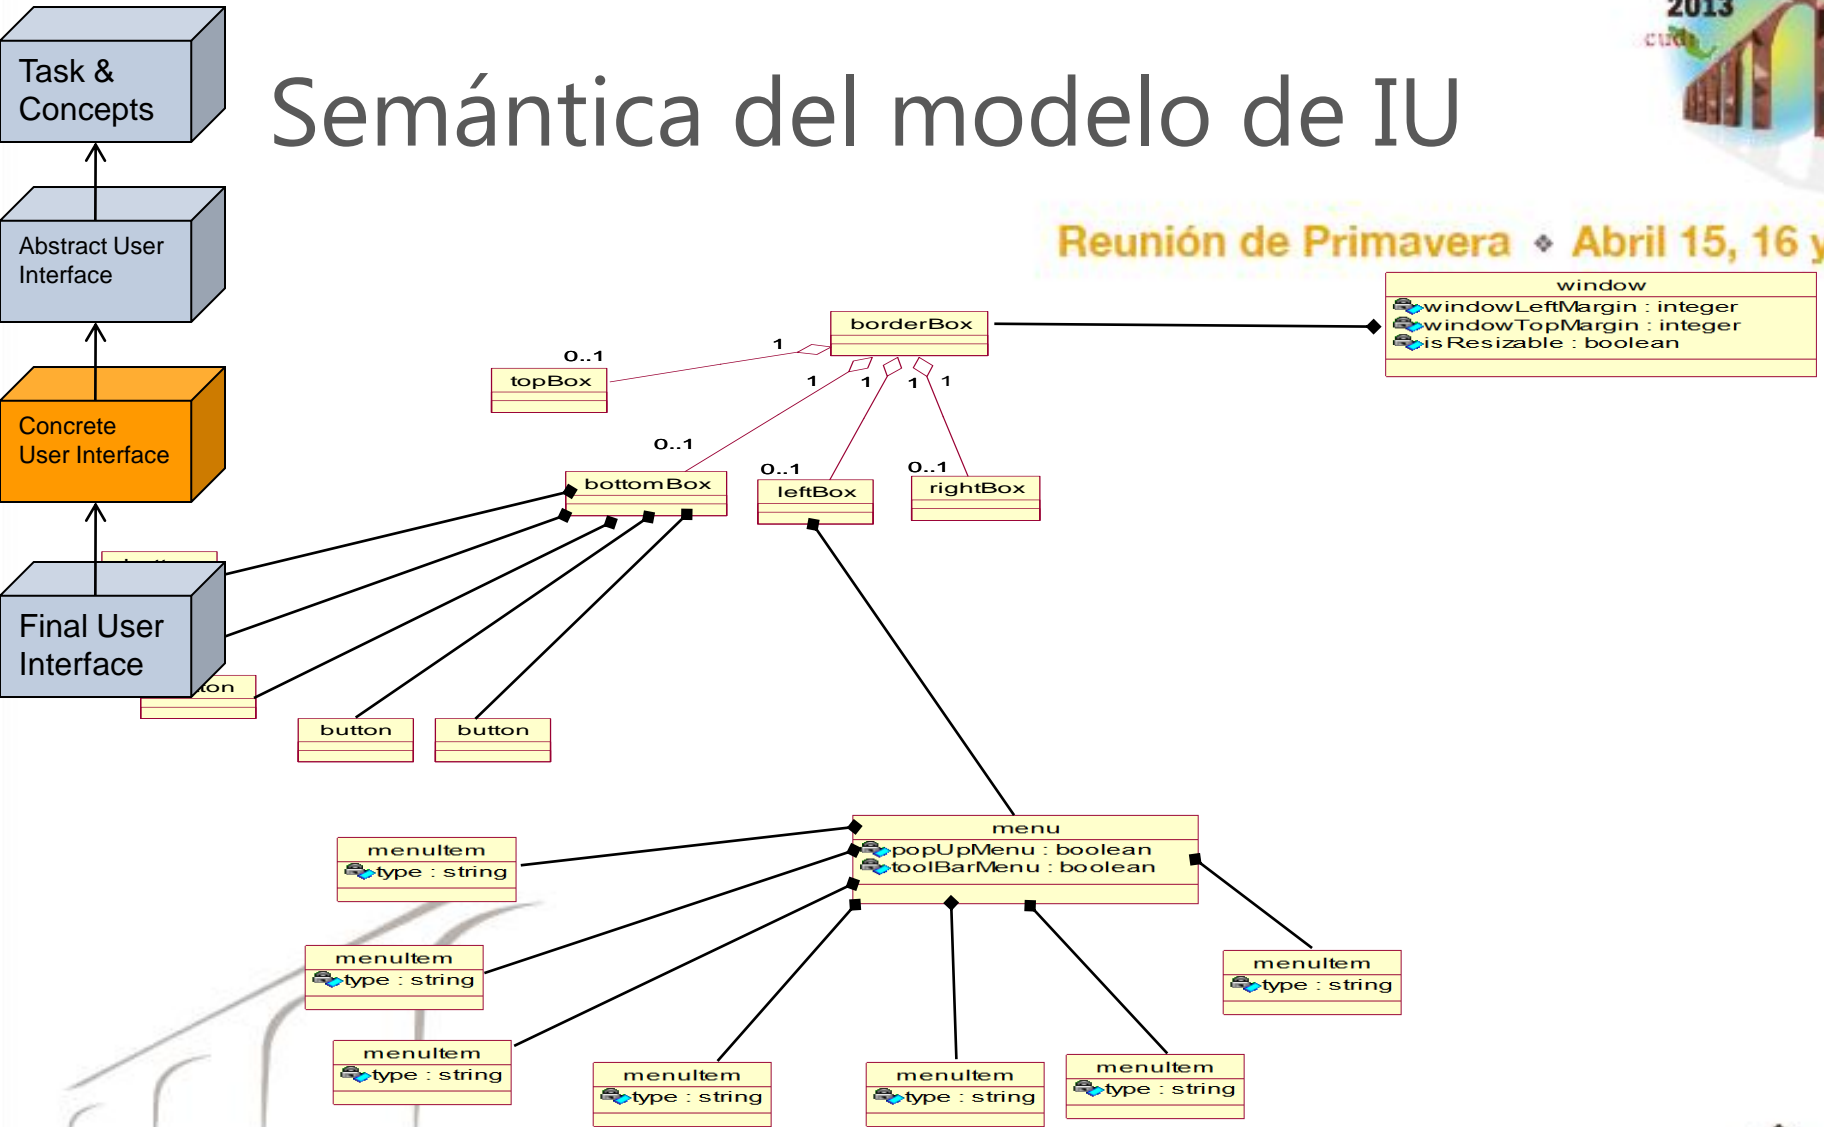 2013
cudi
Task &
Concepts
Semántica del modelo de IU
Abstract User
Interface
Reunión de Primavera ❖ Abril 15, 16 y
Concrete
User Interface
Final User
Interface
window
windowLeftMargin : integer
windowTopMargin : integer
isResizable : boolean
borderBox
1
0..1
topBox
1
1
1
1
0..1
0..1
0..1
bottomBox
leftBox
rightBox
button
button
menu
popUpMenu : boolean
toolBarMenu : boolean
menuItem
type : string
menuItem
type : string
menuItem
type : string
menuItem
type : string
menuItem
type : string
menuItem
type : string
menuItem
type : string